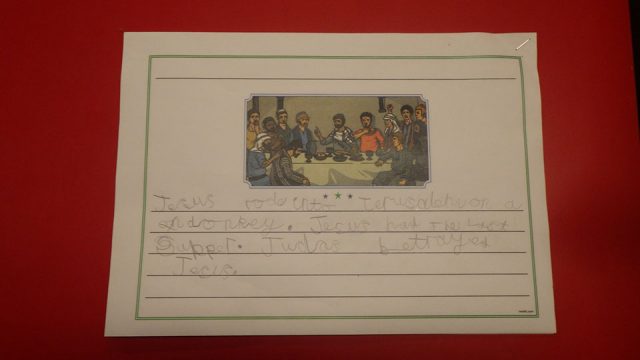 Jesus rode into Jerusalem on a
donkey. Jesus had the last
Supper. Judas betrayed
Jesus.